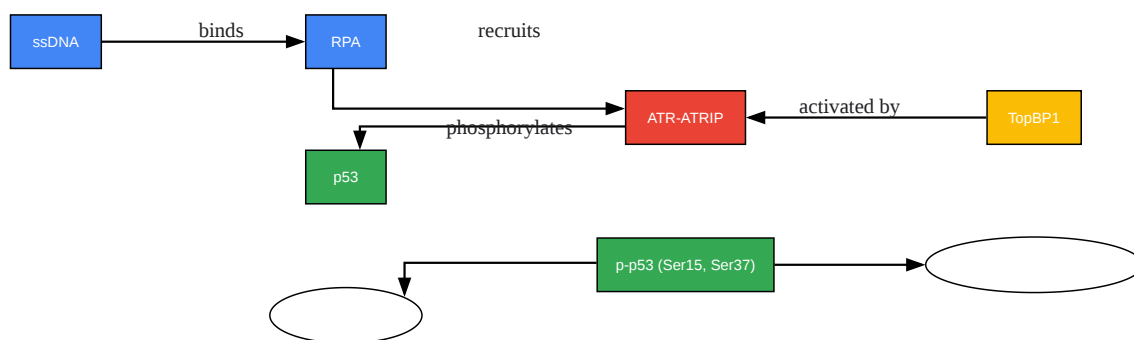 ssDNA
binds
RPA
recruits
ATR-ATRIP
activated by
TopBP1
phosphorylates
p53
p-p53 (Ser15, Ser37)